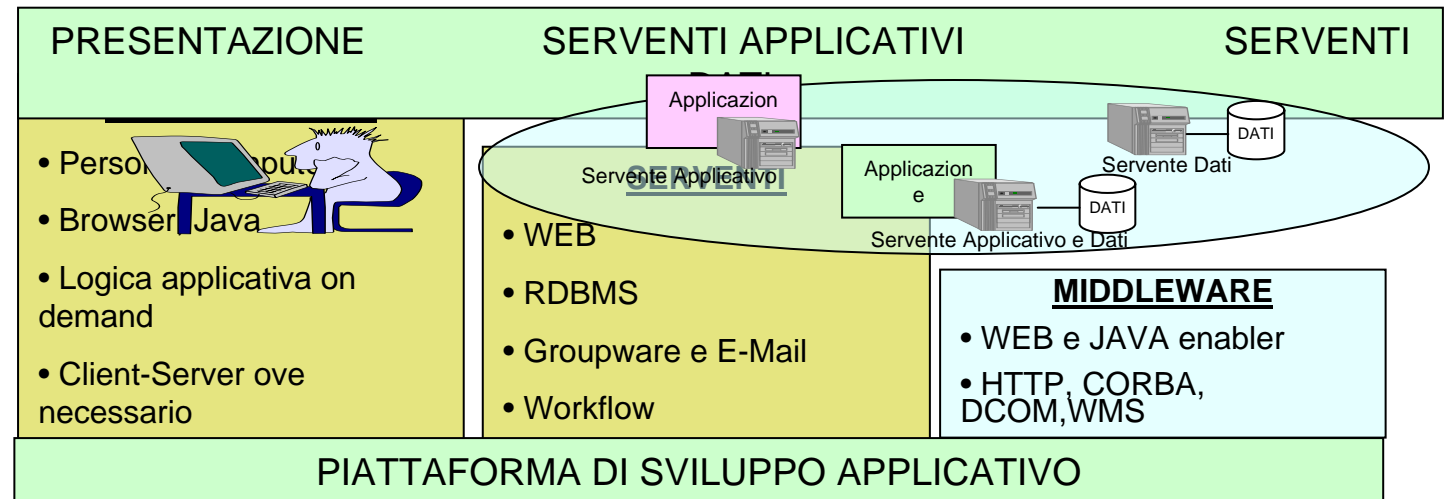 PRESENTAZIONE SERVENTI APPLICATIVI SERVENTI
DATI
Applicazion
Servente Applicativo
Applicazion
e
Servente Applicativo e Dati
DATI
Servente Dati
DATI
• Browser Java
• Logica applicativa on
demand
• Client-Server ove
necessario
SERVENTI
• WEB
• RDBMS
• Groupware e E-Mail
• Workflow
MIDDLEWARE
• WEB e JAVA enabler
• HTTP, CORBA,
DCOM,WMS
PIATTAFORMA DI SVILUPPO APPLICATIVO